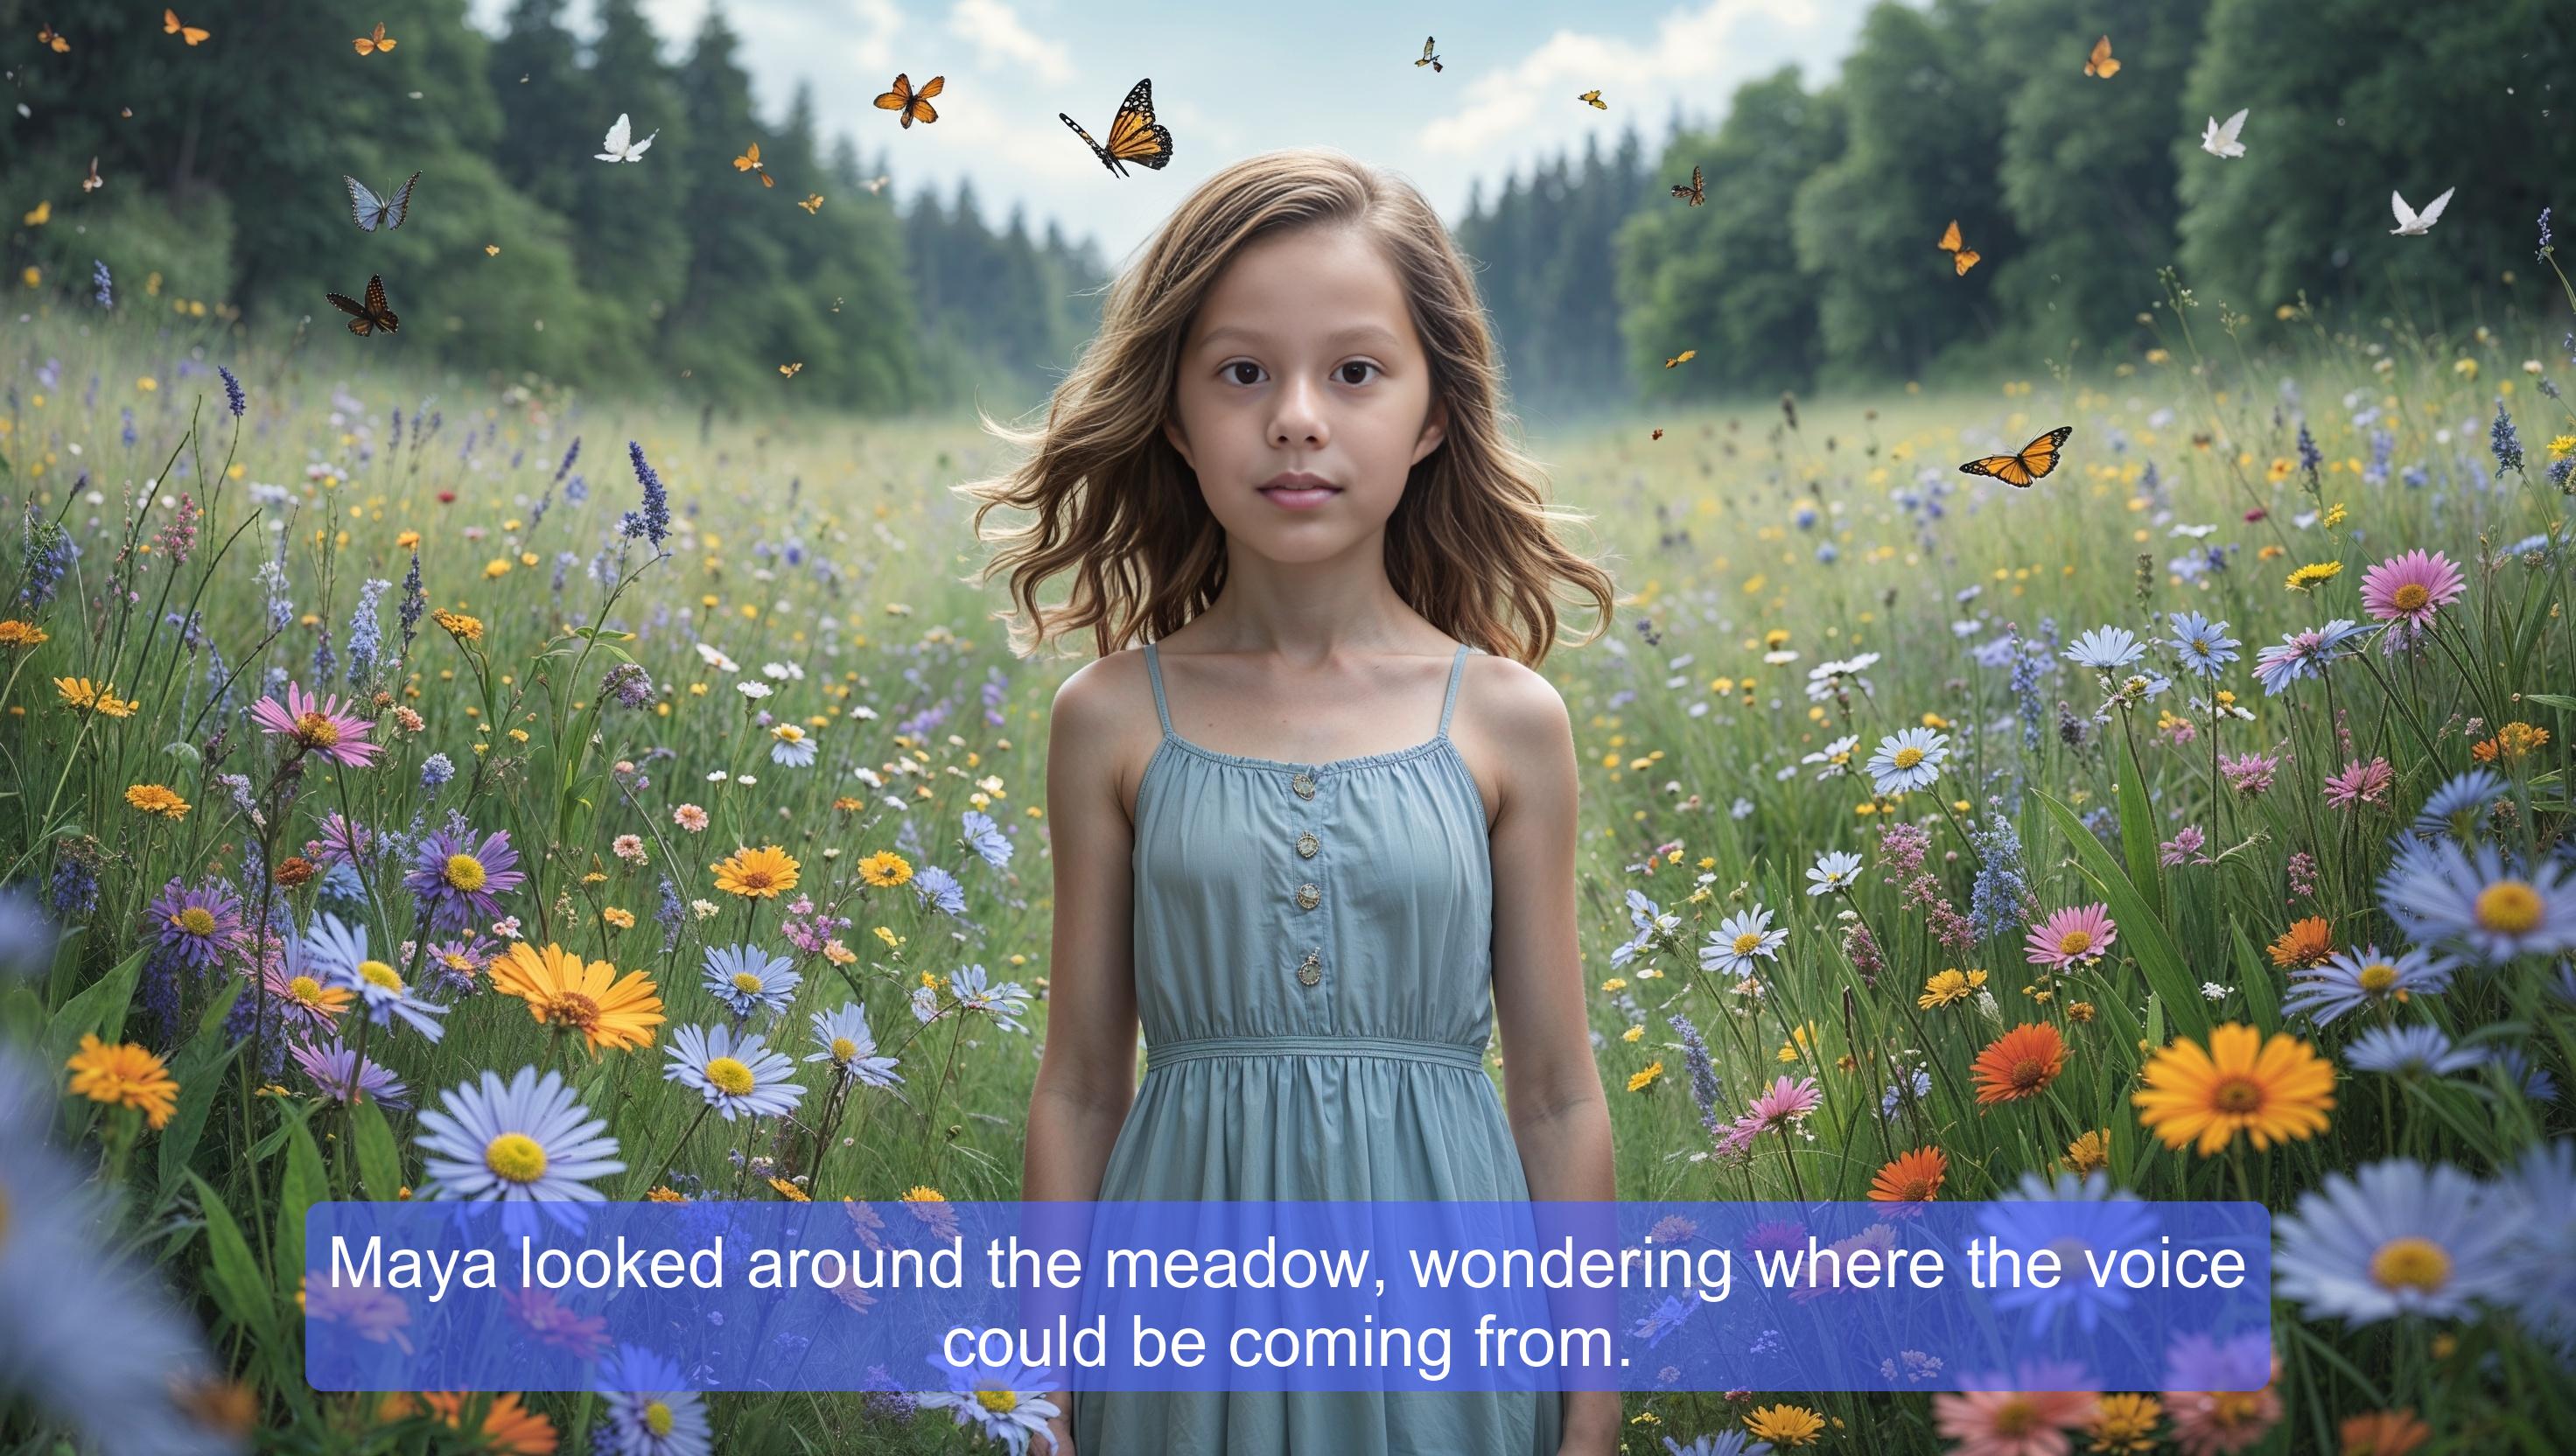 Maya looked around the meadow, wondering where the voice
could be coming from.